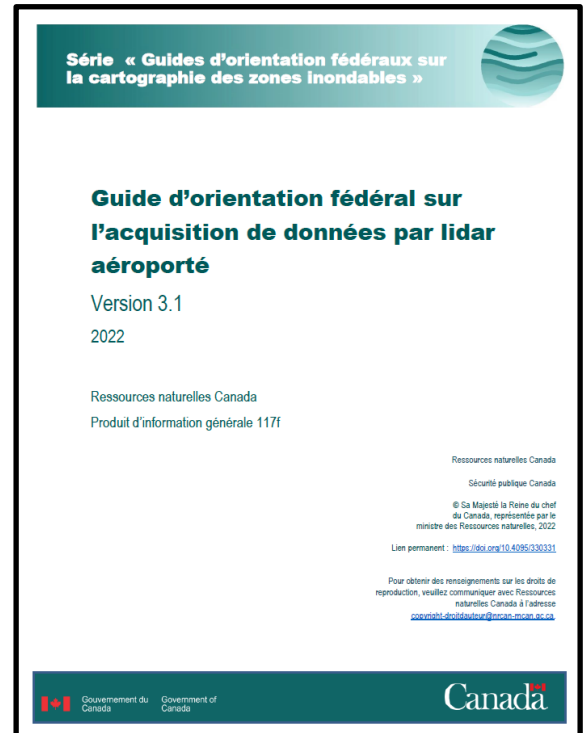 Série « Guides d'orientation fédéraux sur
la cartographie des zones inondables »
Guide d'orientation fédéral sur
l'acquisition de données par lidar
aéroporté
Version 3.1
2022
Ressources naturelles Canada
Produit d'information générale 117f
Ressources naturelles Canada
Sécurité publique Canada
© Sa Majesté la Reine du chef
du Canada, représentée par le
ministre des Ressources naturelles, 2022
Lien permanent : https://doi.org/10.4095/330331
Pour obtenir des renseignements sur les droits de
reproduction, veuillez communiquer avec Ressources
naturelles Canada à l'adresse
copyright-droitdauteur@nrcan-rncan.gc.ca.
Gouvernement du Government of
Canada Canada
Canada